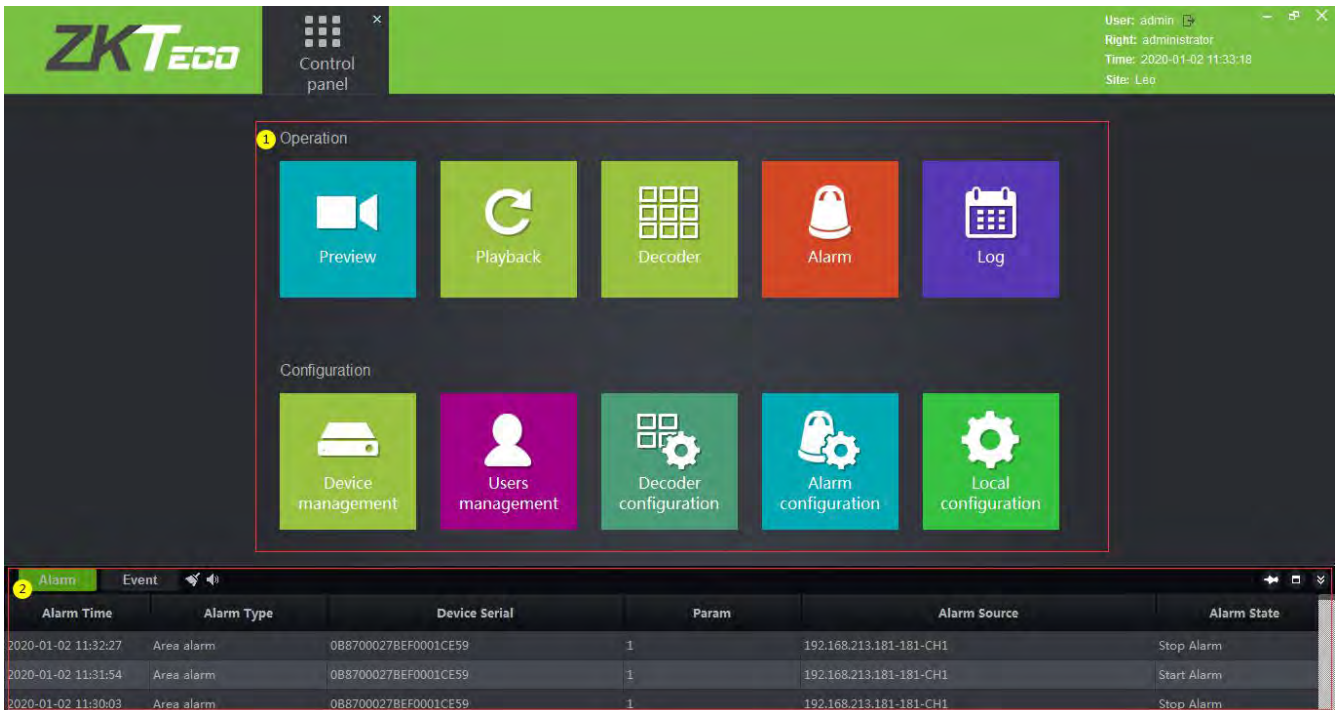 ZKTeco
Control
panel
User: admin
Right: administrator
Time: 2020-01-02 11:33:18
Site: Leo
1 Operation
Preview
Playback
Decoder
Alarm
Log
Configuration
Device
management
Users
management
Decoder
configuration
Alarm
configuration
Local
configuration
2 Alarm Event
Alarm Time Alarm Type Device Serial Param Alarm Source Alarm State
2020-01-02 11:32:27 Area alarm 0B8700027BEF0001CE59 1 192.168.213.181-181-CH1 Stop Alarm
2020-01-02 11:31:54 Area alarm 0B8700027BEF0001CE59 1 192.168.213.181-181-CH1 Start Alarm
2020-01-02 11:30:03 Area alarm 0B8700027BEF0001CE59 1 192.168.213.181-181-CH1 Stop Alarm